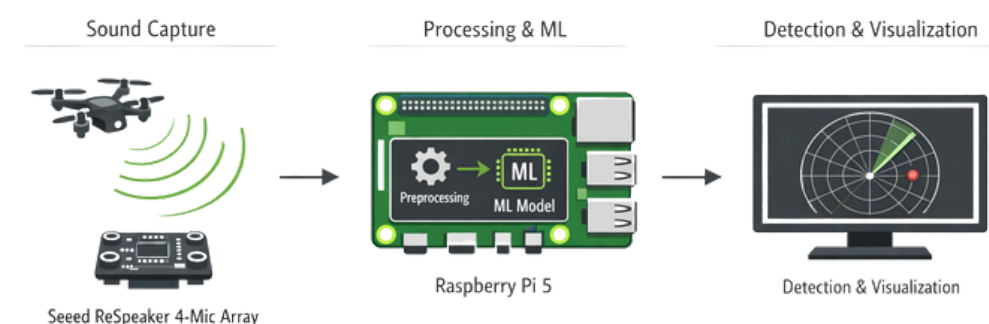 Sound Capture
Processing & ML
Detection & Visualization
Preprocessing
ML
ML Model
Raspberry Pi 5
Detection & Visualization
Seeed ReSpeaker 4-Mic Array